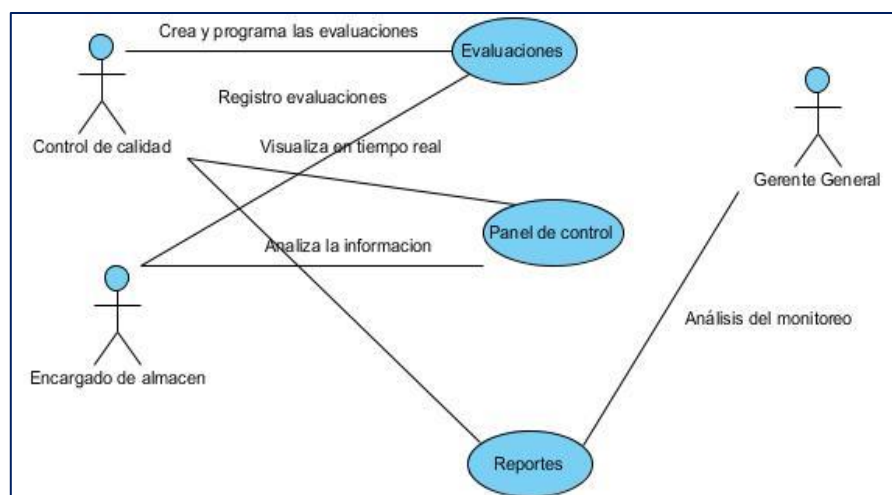 Crea y programa las evaluaciones
Evaluaciones
Registro evaluaciones
Control de calidad
Visualiza en tiempo real
Gerente General
Panel de control
Analiza la informacion
Análisis del monitoreo
Encargado de almacen
Reportes